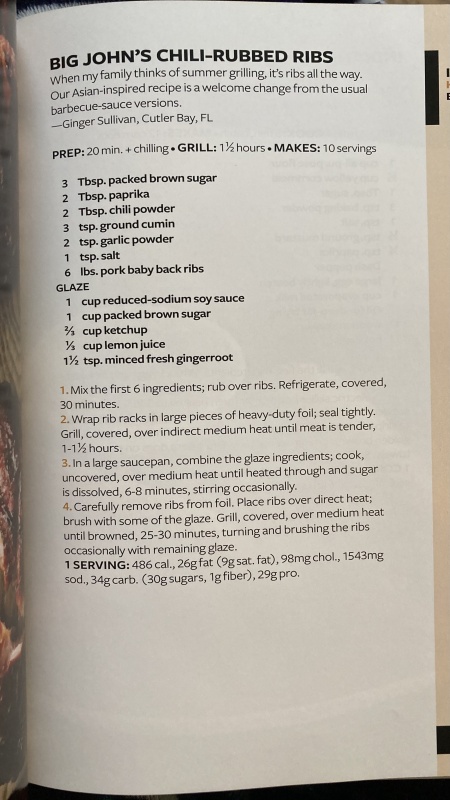 BIG JOHN'S CHILI-RUBBED RIBS
When my family thinks of summer grilling, it's ribs all the way.
Our Asian-inspired recipe is a welcome change from the usual
barbecue-sauce versions.
—Ginger Sullivan, Cutler Bay, FL
PREP: 20 min. + chilling • GRILL: 1½ hours • MAKES: 10 servings
3 Tbsp. packed brown sugar
2 Tbsp. paprika
2 Tbsp. chili powder
3 tsp. ground cumin
2 tsp. garlic powder
1 tsp. salt
6 lbs. pork baby back ribs
GLAZE
1 cup reduced-sodium soy sauce
1 cup packed brown sugar
⅔ cup ketchup
⅓ cup lemon juice
1½ tsp. minced fresh gingerroot
1. Mix the first 6 ingredients; rub over ribs. Refrigerate, covered,
30 minutes.
2. Wrap rib racks in large pieces of heavy-duty foil; seal tightly.
Grill, covered, over indirect medium heat until meat is tender,
1-1½ hours.
3. In a large saucepan, combine the glaze ingredients; cook,
uncovered, over medium heat until heated through and sugar
is dissolved, 6-8 minutes, stirring occasionally.
4. Carefully remove ribs from foil. Place ribs over direct heat;
brush with some of the glaze. Grill, covered, over medium heat
until browned, 25-30 minutes, turning and brushing the ribs
occasionally with remaining glaze.
1 SERVING: 486 cal., 26g fat (9g sat. fat), 98mg chol., 1543mg
sod., 34g carb. (30g sugars, 1g fiber), 29g pro.